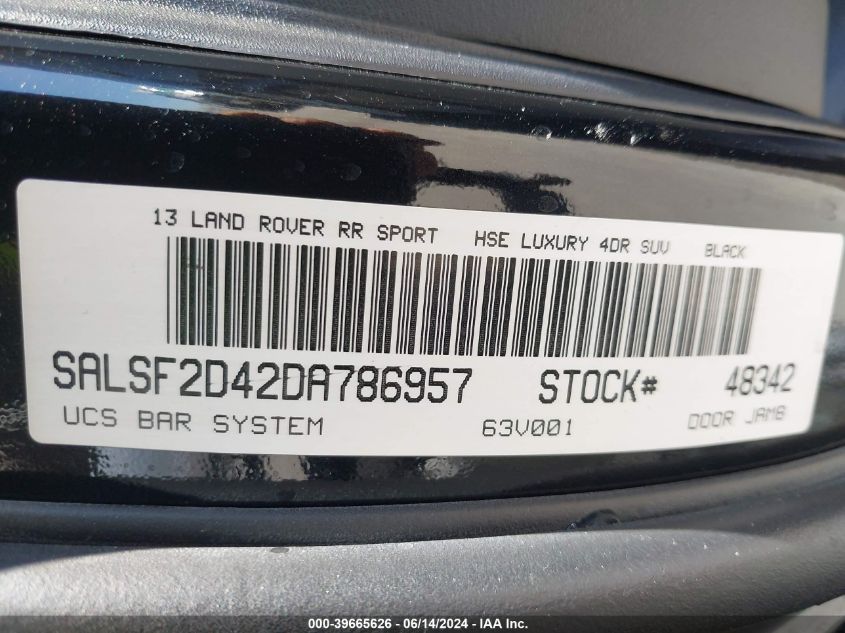 13 LAND ROVER RR SPORT HSE LUXURY 4DR SUV BLACK
SALSF2D42DA786957 STOCK# 48342
UCS BAR SYSTEM 63V001 DOOR JAMB
000-39665626 - 06/14/2024 - IAA Inc.